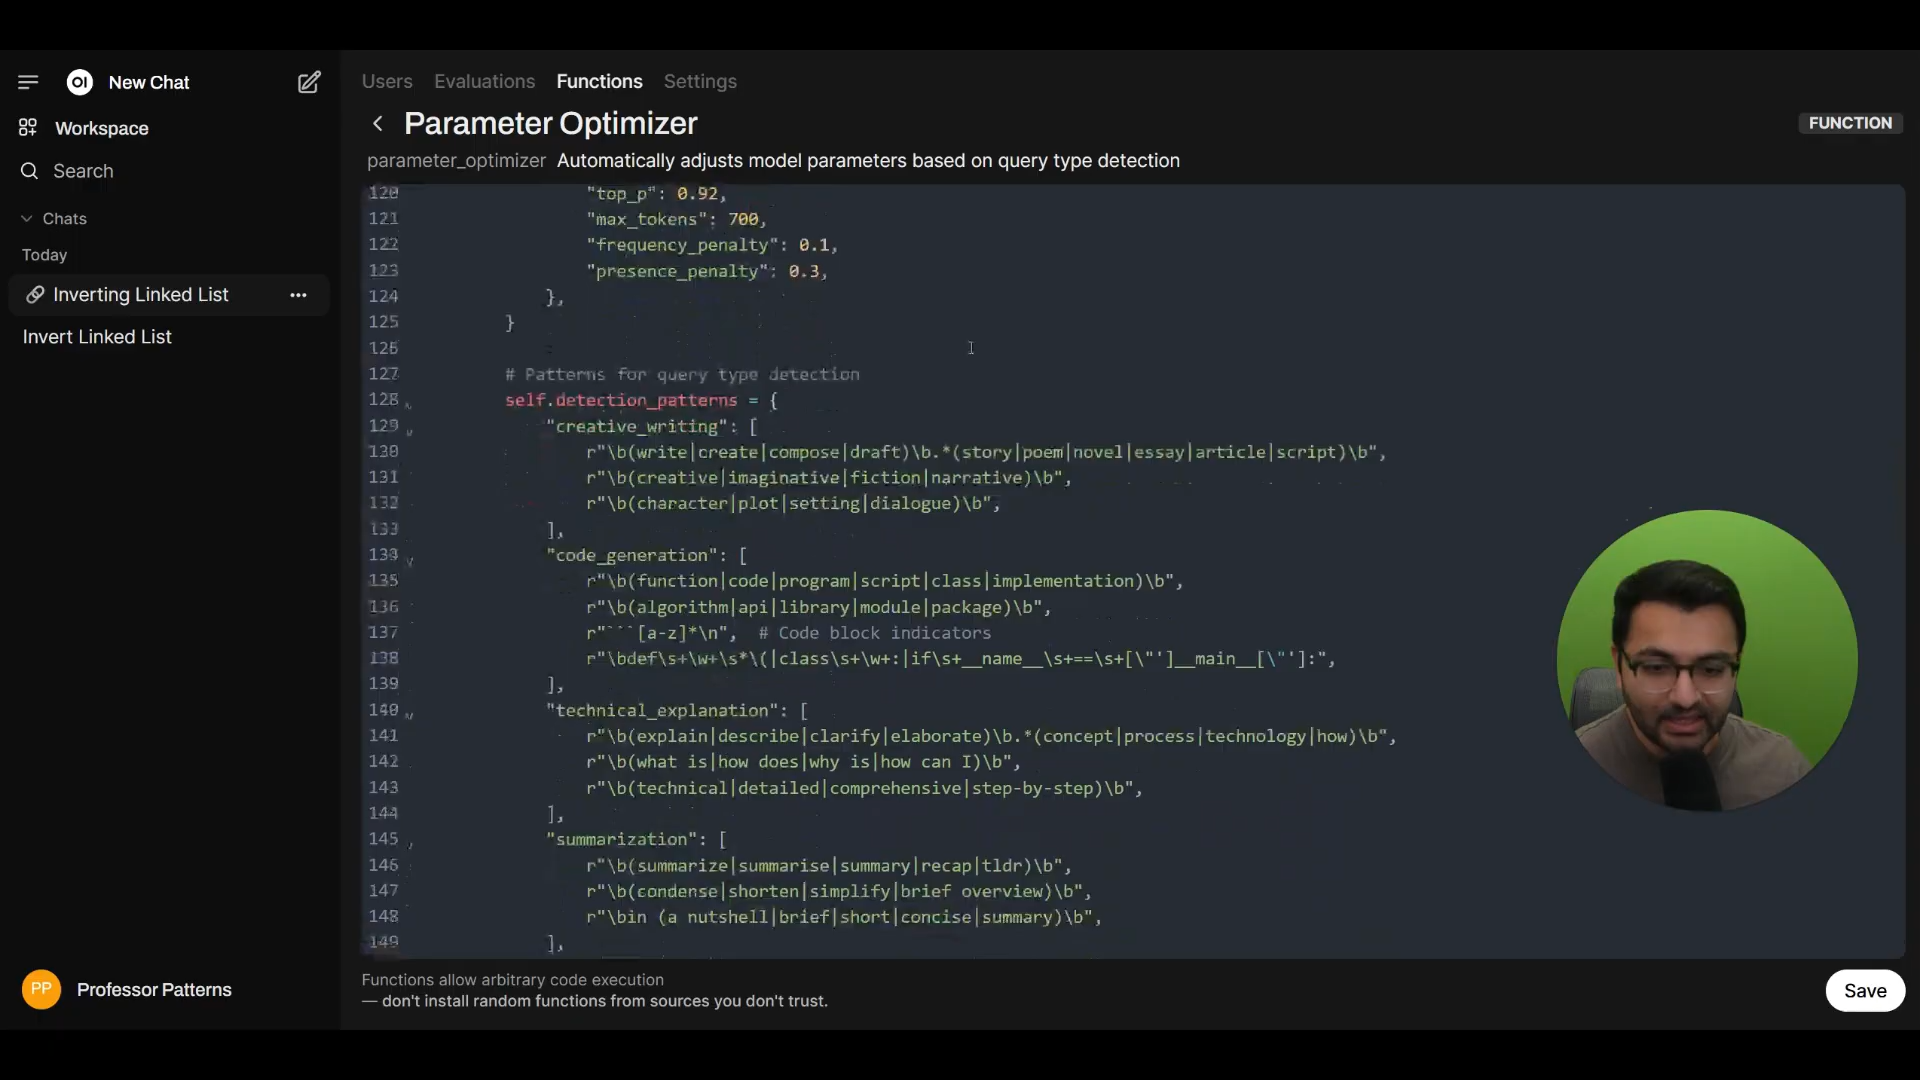 OI New Chat
Workspace
Search
Chats
Today
Inverting Linked List
Invert Linked List
PP Professor Patterns
Users Evaluations Functions Settings
Parameter Optimizer
FUNCTION
parameter_optimizer Automatically adjusts model parameters based on query type detection
120 "top_p": 0.92,
121 "max_tokens": 700,
122 "frequency_penalty": 0.1,
123 "presence_penalty": 0.3,
124 },
125 }
126
127 # Patterns for query type detection
128 self.detection_patterns = {
129 "creative_writing": [
130 r"\b(write|create|compose|draft)\b.*(story|poem|novel|essay|article|script)\b",
131 r"\b(creative|imaginative|fiction|narrative)\b",
132 r"\b(character|plot|setting|dialogue)\b",
133 ],
134 "code_generation": [
135 r"\b(function|code|program|script|class|implementation)\b",
136 r"\b(algorithm|api|library|module|package)\b",
137 r"```[a-z]*\n", # Code block indicators
138 r"\bdef\s+\w+\s*\(|class\s+\w+:|if\s+__name__\s+==\s+[\"']__main__[\"']:",
139 ],
140 "technical_explanation": [
141 r"\b(explain|describe|clarify|elaborate)\b.*(concept|process|technology|how)\b",
142 r"\b(what is|how does|why is|how can I)\b",
143 r"\b(technical|detailed|comprehensive|step-by-step)\b",
144 ],
145 "summarization": [
146 r"\b(summarize|summarise|summary|recap|tldr)\b",
147 r"\b(condense|shorten|simplify|brief overview)\b",
148 r"\bin (a nutshell|brief|short|concise|summary)\b",
149 ],
Functions allow arbitrary code execution
— don't install random functions from sources you don't trust.
Save